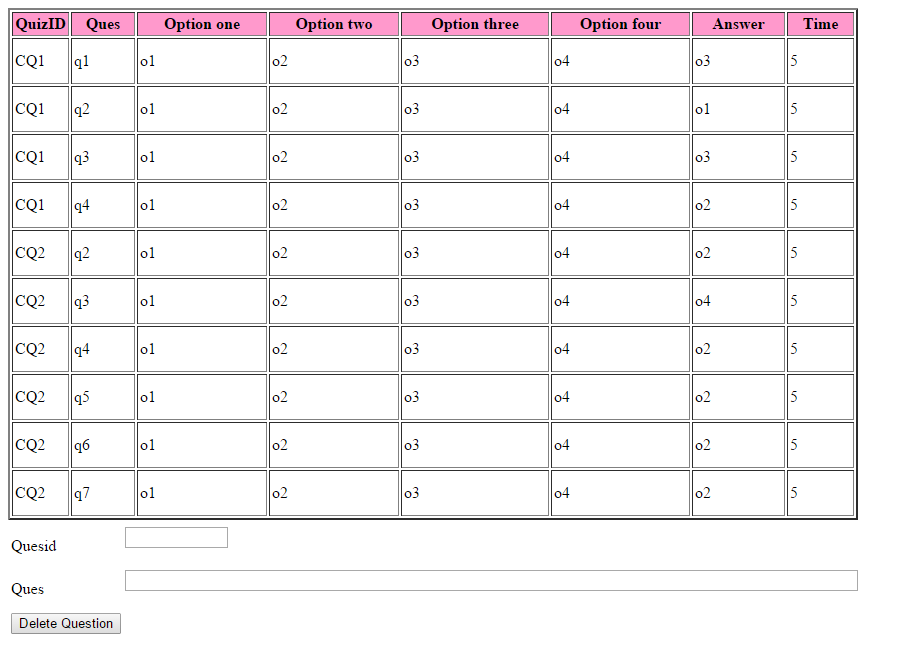 QuizID Ques Option one Option two Option three Option four Answer Time
CQ1 q1 o1 o2 o3 o4 o3 5
CQ1 q2 o1 o2 o3 o4 o1 5
CQ1 q3 o1 o2 o3 o4 o3 5
CQ1 q4 o1 o2 o3 o4 o2 5
CQ2 q2 o1 o2 o3 o4 o2 5
CQ2 q3 o1 o2 o3 o4 o4 5
CQ2 q4 o1 o2 o3 o4 o2 5
CQ2 q5 o1 o2 o3 o4 o2 5
CQ2 q6 o1 o2 o3 o4 o2 5
CQ2 q7 o1 o2 o3 o4 o2 5
Quesid
Ques
Delete Question